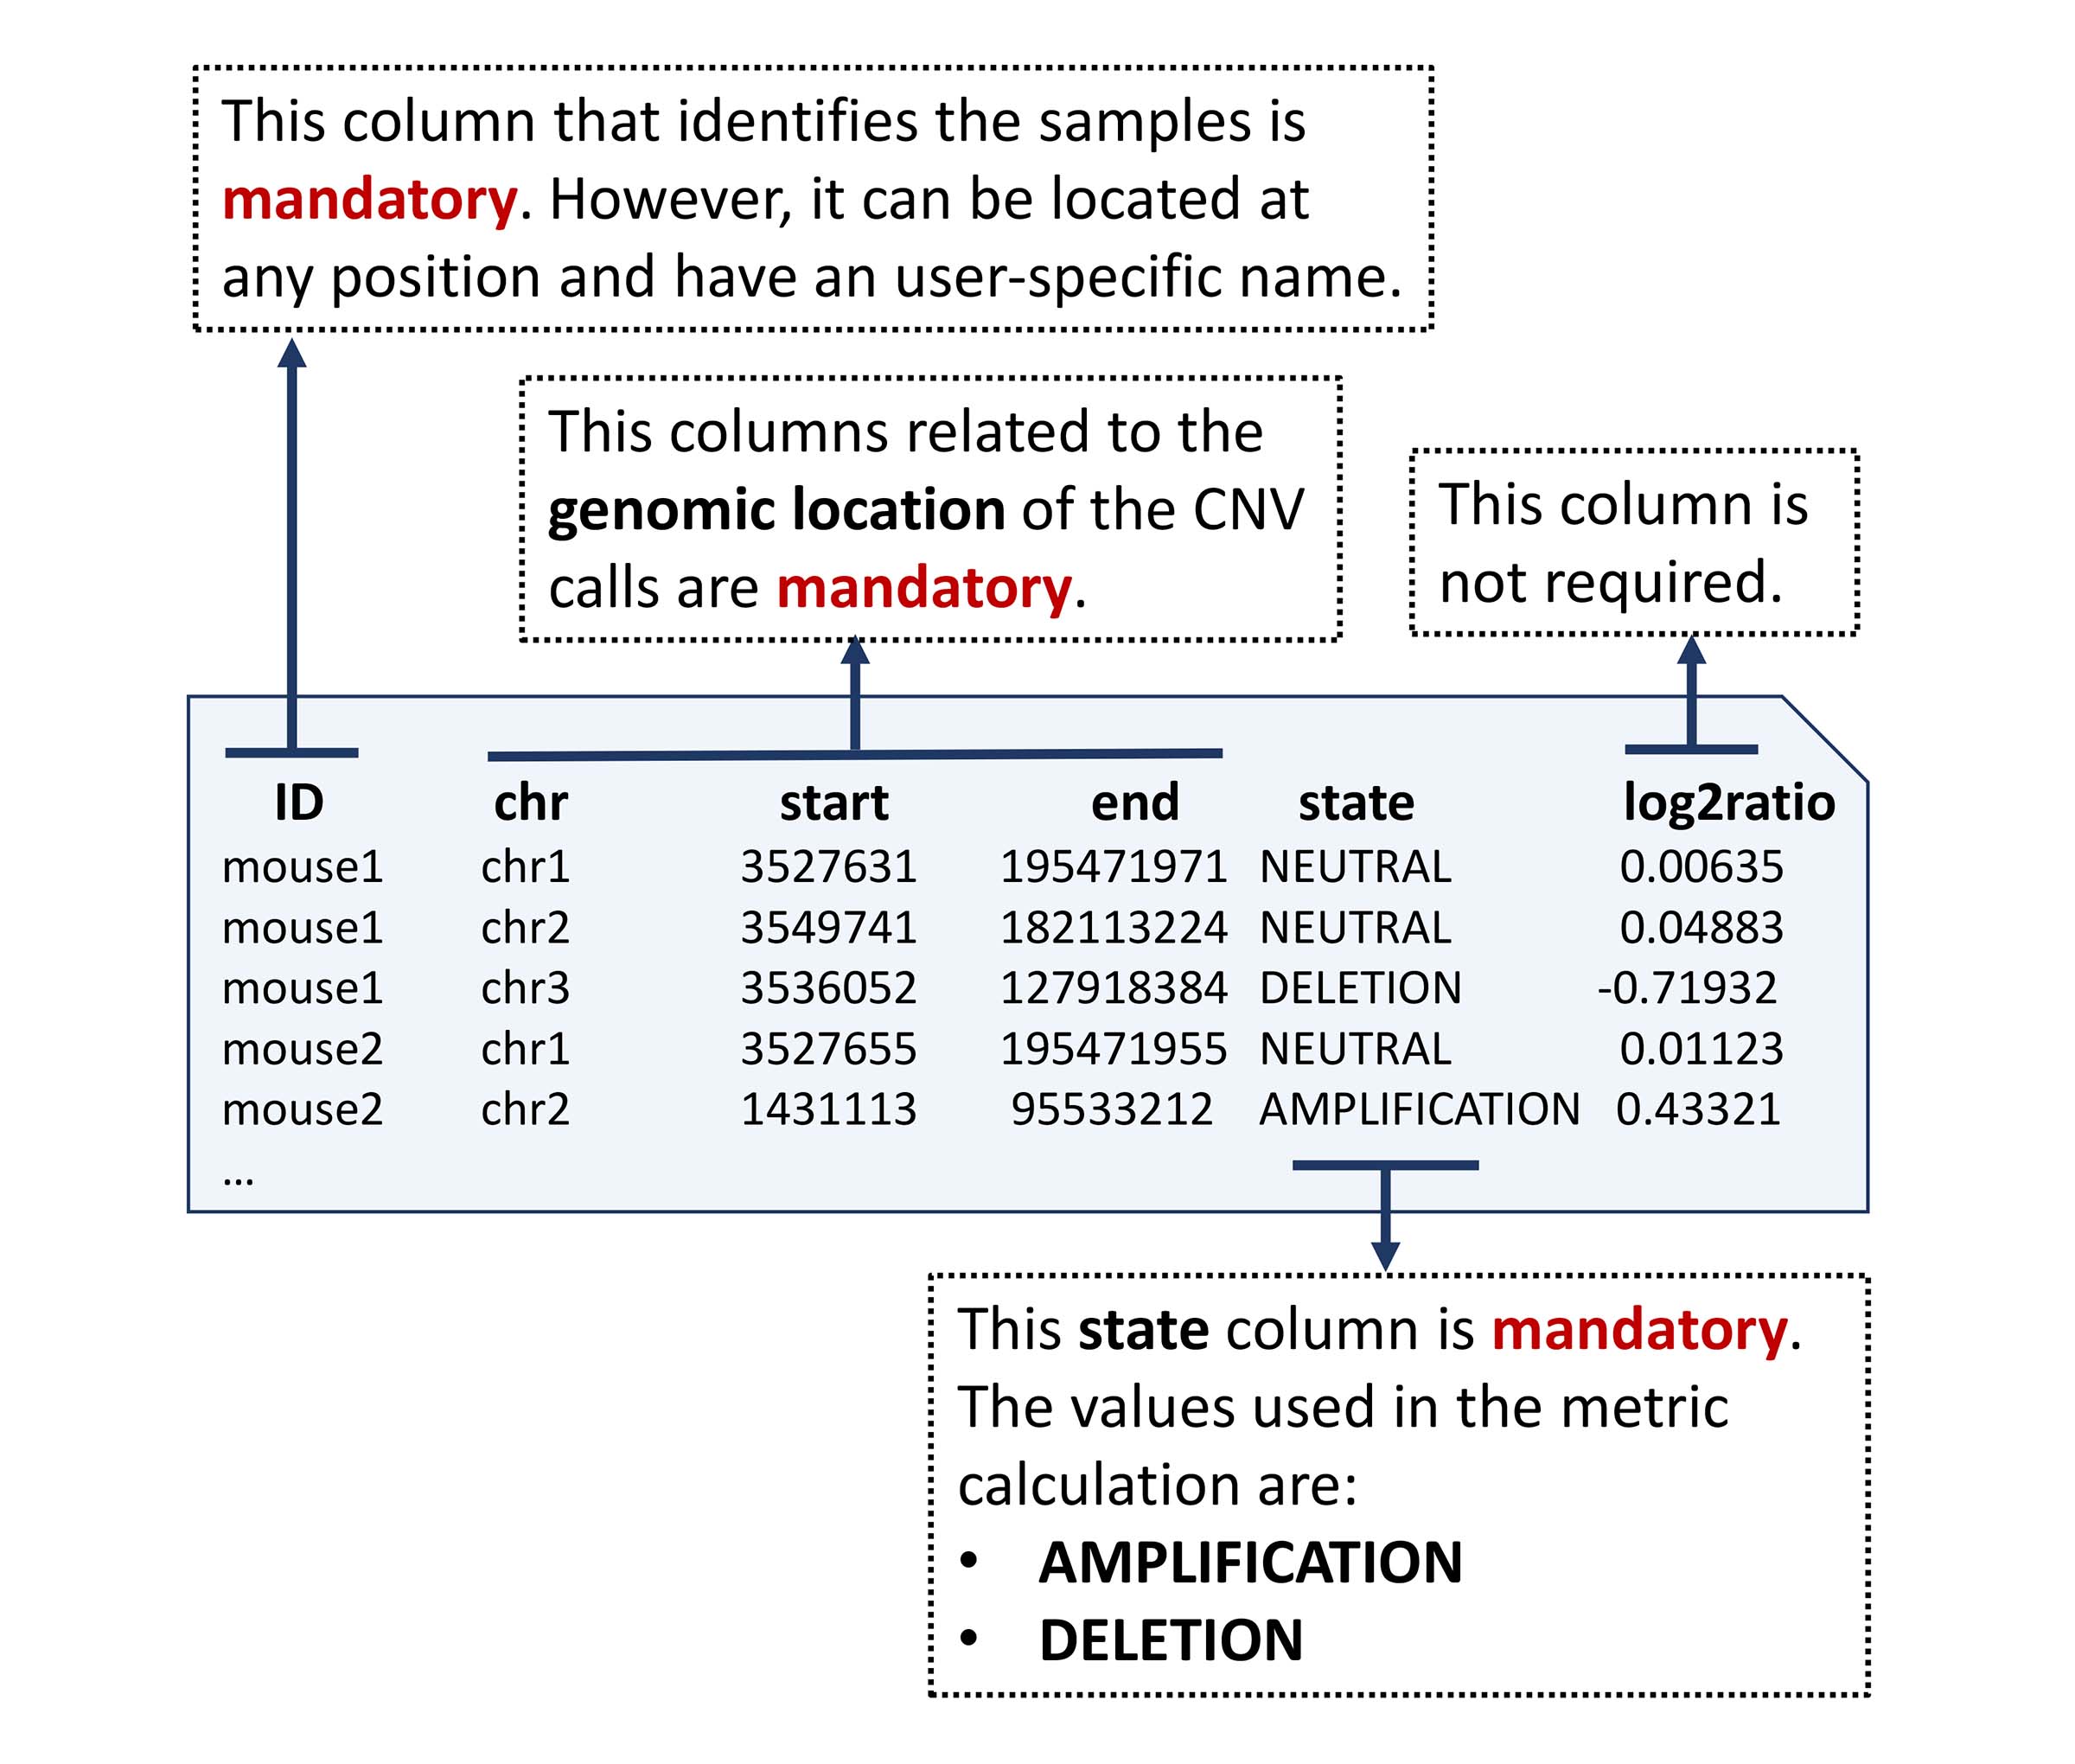 This column that identifies the samples is
mandatory. However, it can be located at
any position and have an user-specific name.
This columns related to the
genomic location of the CNV
calls are mandatory.
This column is
not required.
ID chr start end state log2ratio
mouse1 chr1 3527631 195471971 NEUTRAL 0.00635
mouse1 chr2 3549741 182113224 NEUTRAL 0.04883
mouse1 chr3 3536052 127918384 DELETION -0.71932
mouse2 chr1 3527655 195471955 NEUTRAL 0.01123
mouse2 chr2 1431113 95533212 AMPLIFICATION 0.43321
...
This state column is mandatory.
The values used in the metric
calculation are:
• AMPLIFICATION
• DELETION